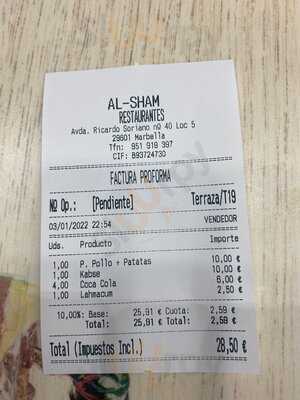 AL-SHAM
RESTAURANTES
Avda. Ricardo Soriano nº 40 Loc 5
29601 Marbella
Tfn: 951 919 397
CIF: B93724730
FACTURA PROFORMA
Nº Op.: [Pendiente] Terraza/T19
03/01/2022 22:54 VENDEDOR
Uds. Producto Importe
1,00 P. Pollo + Patatas 10,00 €
1,00 Kabse 10,00 €
4,00 Coca Cola 6,00 €
1,00 Lahmacum 2,50 €
10,00%: Base: 25,91 € Cuota: 2,59 €
Total: 25,91 € Total: 2,59 €
Total (Impuestos Incl.) 28,50 €